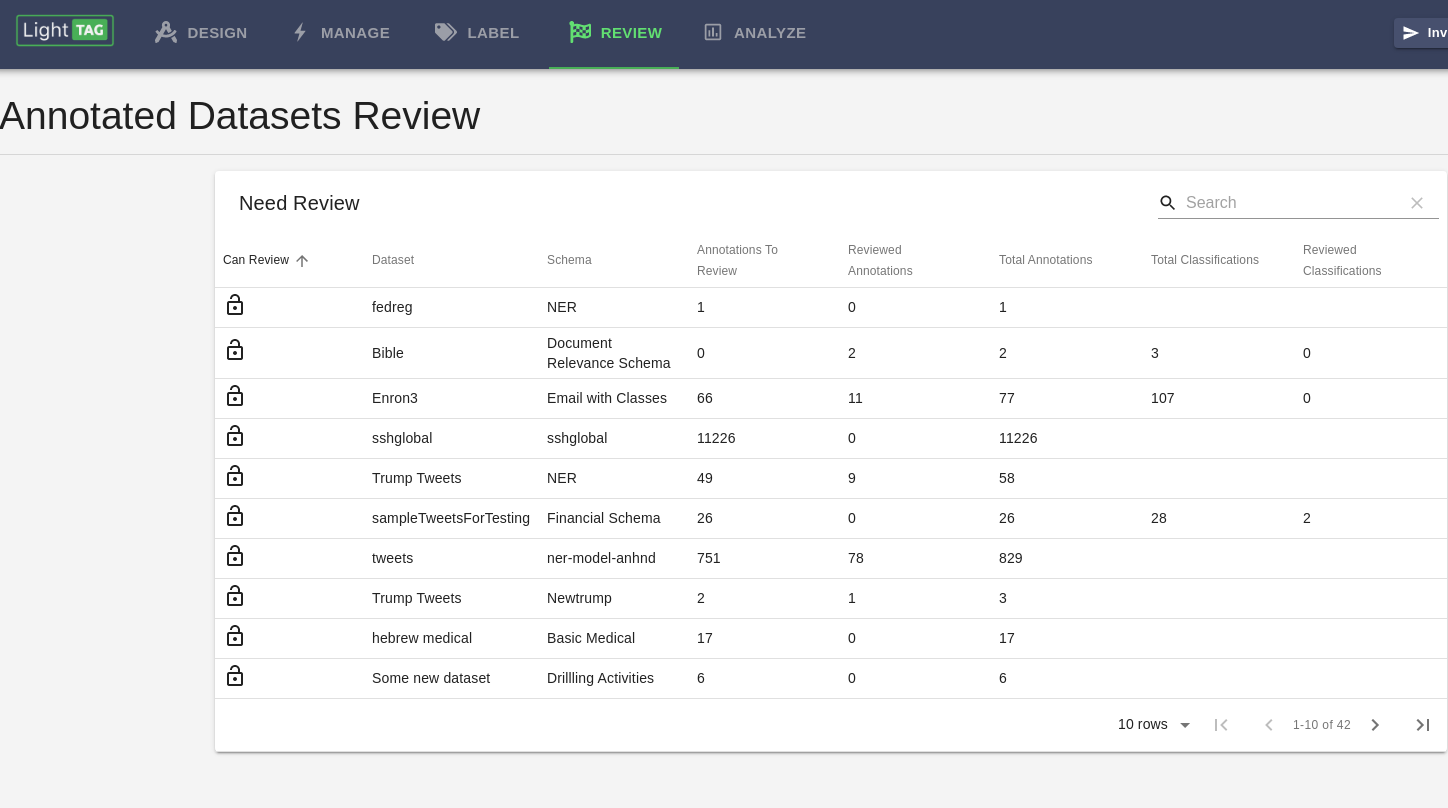 Light TAG
DESIGN MANAGE LABEL REVIEW ANALYZE Inv
Annotated Datasets Review
Need Review
Search
Can Review Dataset Schema Annotations To Review Reviewed Annotations Total Annotations Total Classifications Reviewed Classifications
fedreg NER 1 0 1
Bible Document Relevance Schema 0 2 2 3 0
Enron3 Email with Classes 66 11 77 107 0
sshglobal sshglobal 11226 0 11226
Trump Tweets NER 49 9 58
sampleTweetsForTesting Financial Schema 26 0 26 28 2
tweets ner-model-anhnd 751 78 829
Trump Tweets Newtrump 2 1 3
hebrew medical Basic Medical 17 0 17
Some new dataset Drillling Activities 6 0 6
10 rows 1-10 of 42